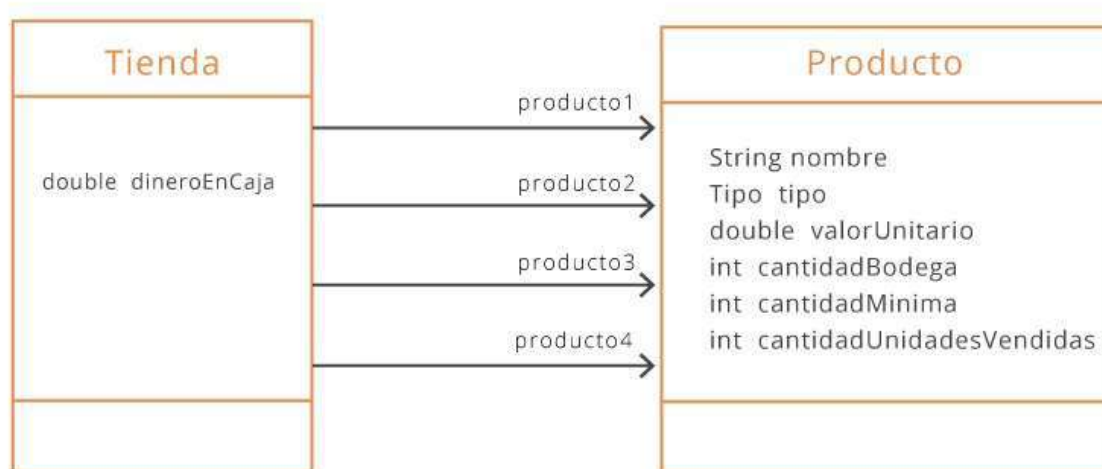 Tienda
double dineroEnCaja
producto1
producto2
producto3
producto4
Producto
String nombre
Tipo tipo
double valorUnitario
int cantidadBodega
int cantidadMinima
int cantidadUnidadesVendidas